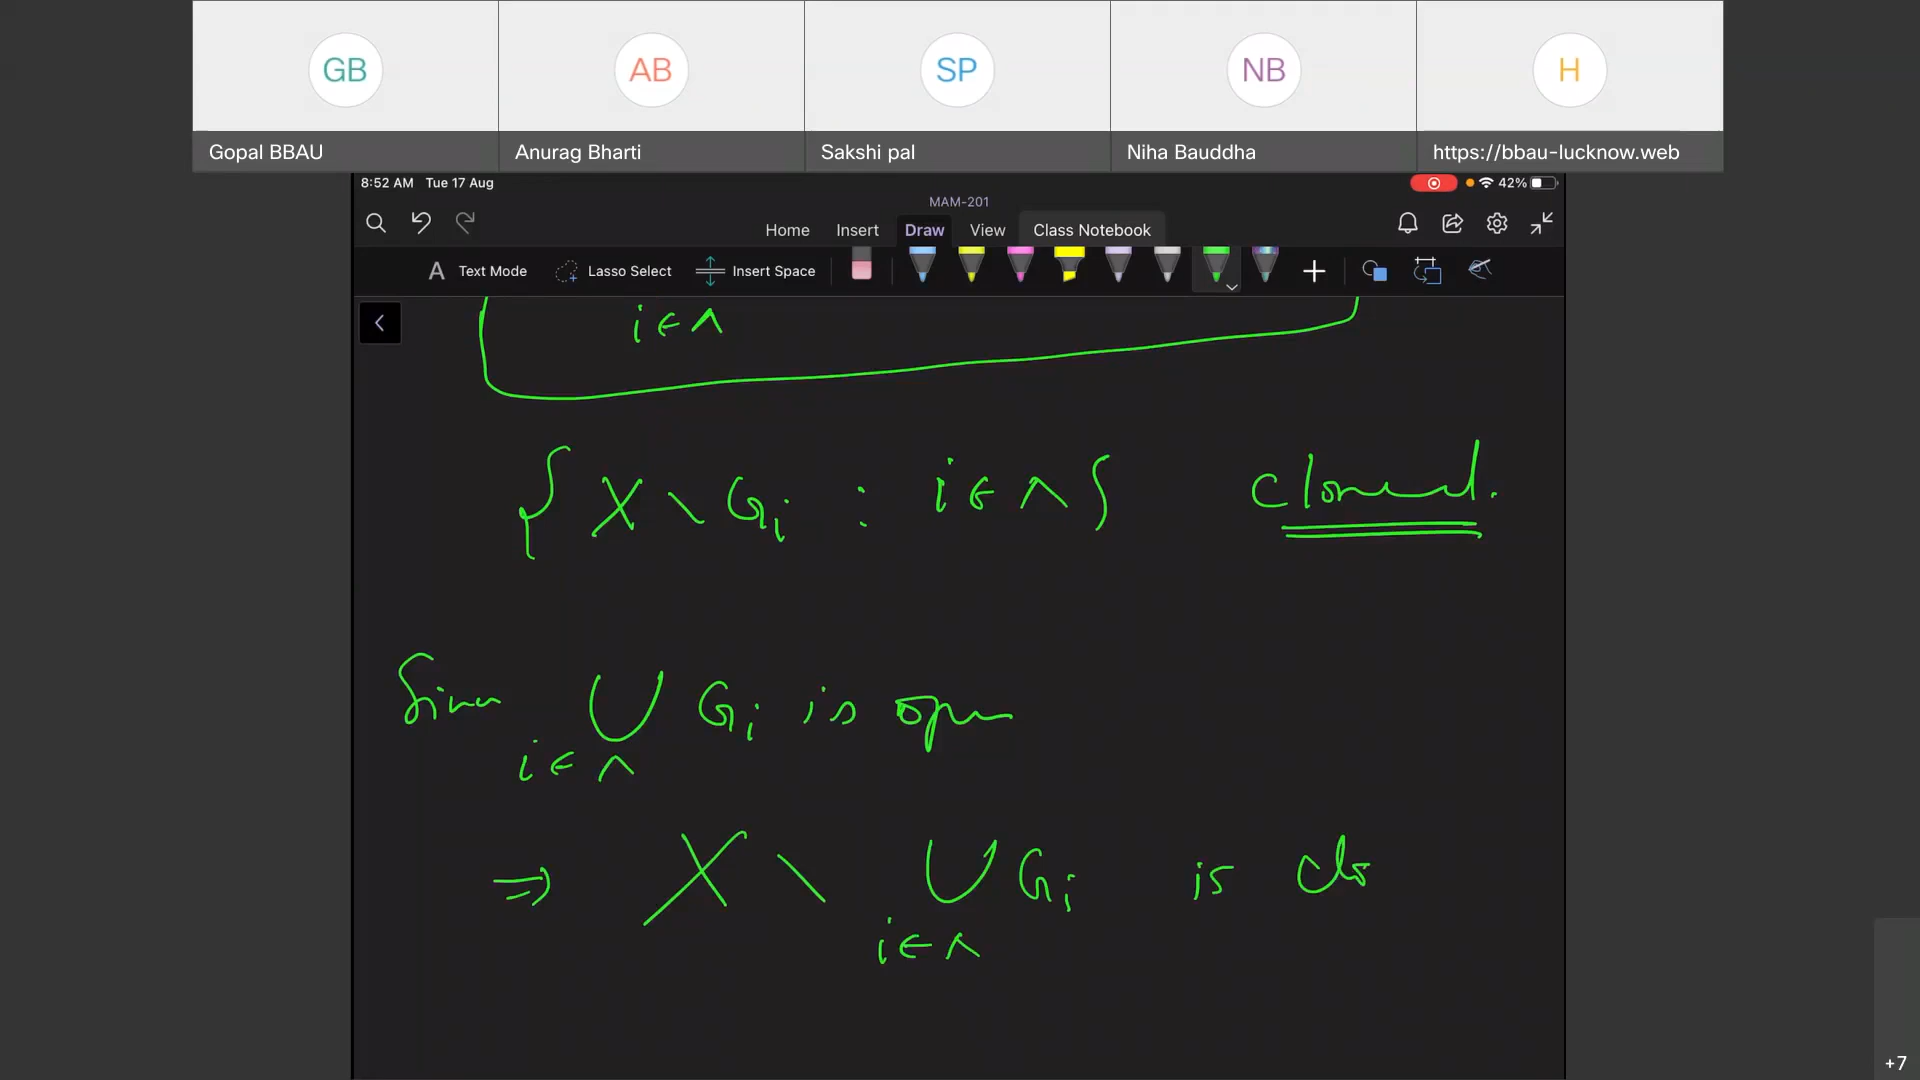 GB AB SP NB H
Gopal BBAU Anurag Bharti Sakshi pal Niha Bauddha https://bbau-lucknow.web
8:52 AM Tue 17 Aug 42%
MAM-201
Home Insert Draw View Class Notebook
A Text Mode Lasso Select Insert Space
i ∈ Λ
{ X \ Gi : i ∈ Λ } closed.
Since ∪ Gi is open
i ∈ Λ
⇒ X \ ∪ Gi is clo
i ∈ Λ
+7